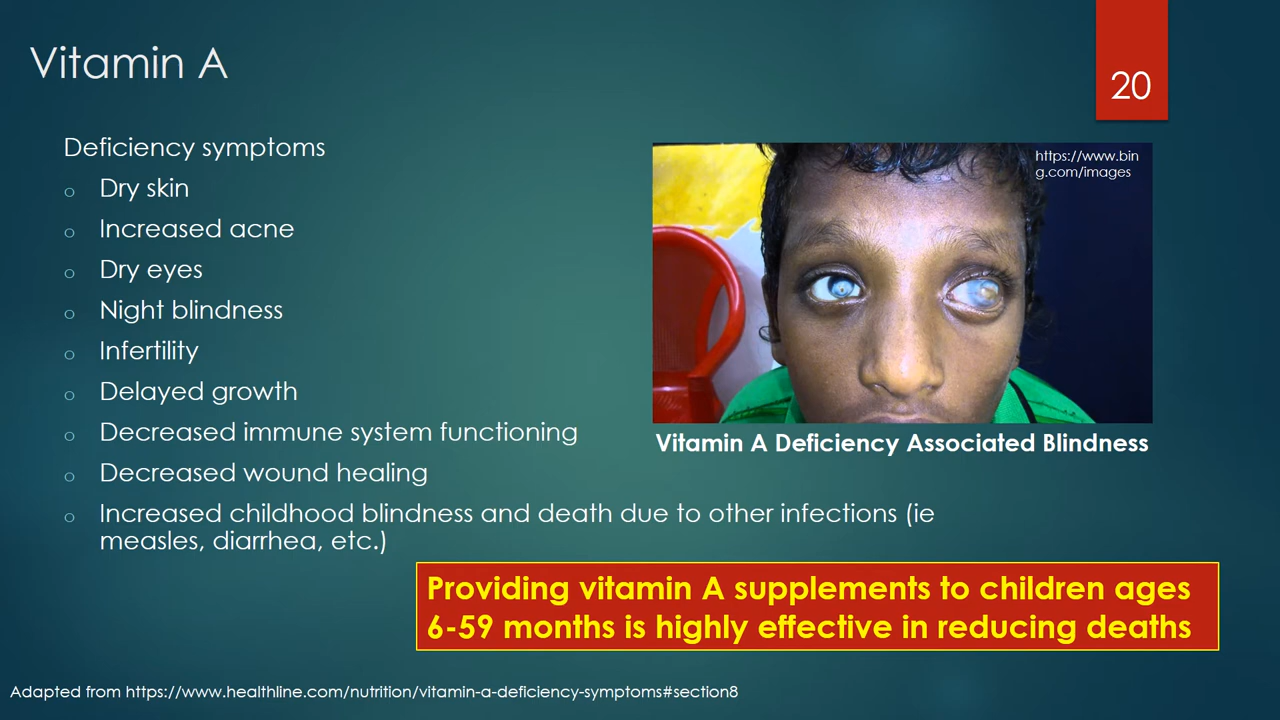 Vitamin A
20
Deficiency symptoms
o Dry skin
o Increased acne
o Dry eyes
o Night blindness
o Infertility
o Delayed growth
o Decreased immune system functioning
o Decreased wound healing
o Increased childhood blindness and death due to other infections (ie
measles, diarrhea, etc.)
https://www.bin
g.com/images
Vitamin A Deficiency Associated Blindness
Providing vitamin A supplements to children ages
6-59 months is highly effective in reducing deaths
Adapted from https://www.healthline.com/nutrition/vitamin-a-deficiency-symptoms#section8